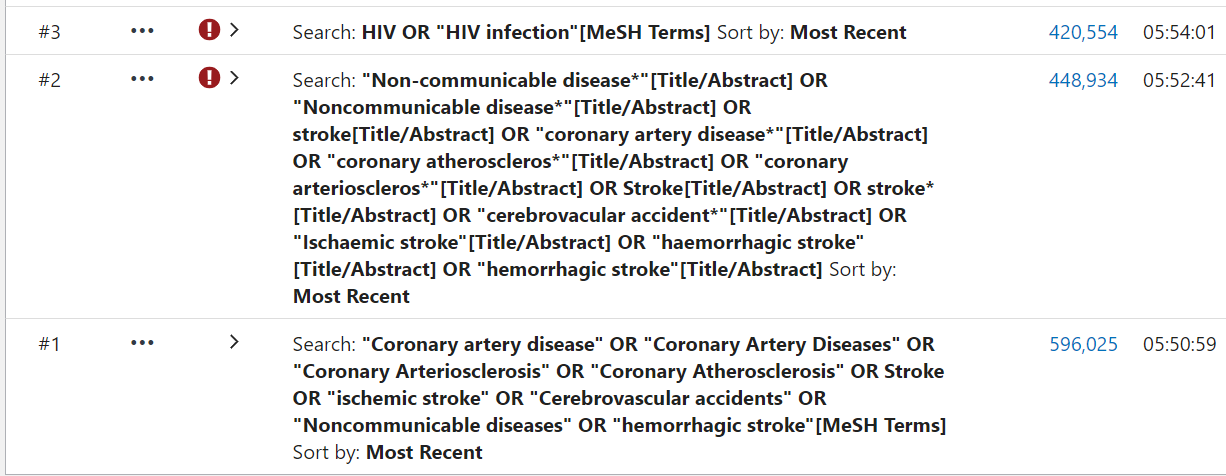 #3 ••• ! > Search: HIV OR "HIV infection"[MeSH Terms] Sort by: Most Recent 420,554 05:54:01
#2 ••• ! > Search: "Non-communicable disease*"[Title/Abstract] OR 448,934 05:52:41
"Noncommunicable disease*"[Title/Abstract] OR
stroke[Title/Abstract] OR "coronary artery disease*"[Title/Abstract]
OR "coronary atheroscleros*"[Title/Abstract] OR "coronary
arterioscleros*"[Title/Abstract] OR Stroke[Title/Abstract] OR stroke*
[Title/Abstract] OR "cerebrovacular accident*"[Title/Abstract] OR
"Ischaemic stroke"[Title/Abstract] OR "haemorrhagic stroke"
[Title/Abstract] OR "hemorrhagic stroke"[Title/Abstract] Sort by:
Most Recent
#1 ••• > Search: "Coronary artery disease" OR "Coronary Artery Diseases" OR 596,025 05:50:59
"Coronary Arteriosclerosis" OR "Coronary Atherosclerosis" OR Stroke
OR "ischemic stroke" OR "Cerebrovascular accidents" OR
"Noncommunicable diseases" OR "hemorrhagic stroke"[MeSH Terms]
Sort by: Most Recent